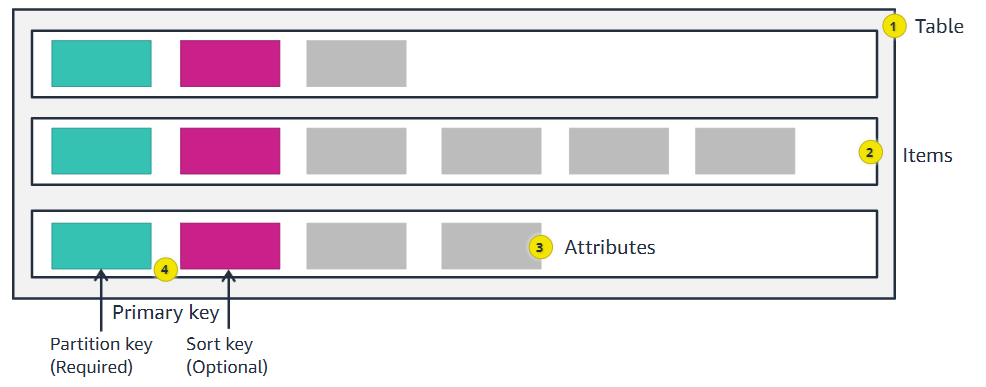 1 Table
2 Items
3 Attributes
4
Primary key
Partition key Sort key
(Required) (Optional)